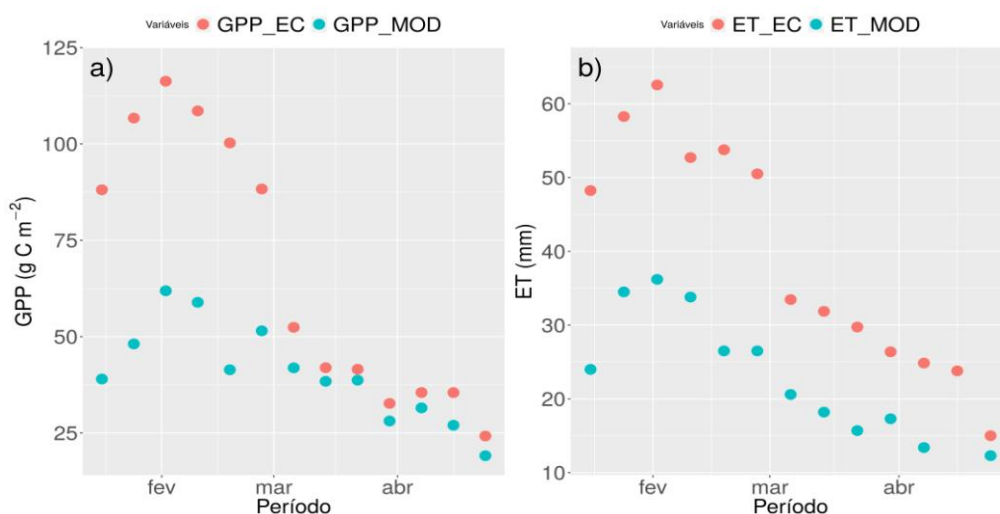 Variáveis GPP_EC GPP_MOD
a)
125
100
75
50
25
GPP (g C m⁻²)
fev mar abr
Período
Variáveis ET_EC ET_MOD
b)
60
50
40
30
20
10
ET (mm)
fev mar abr
Período